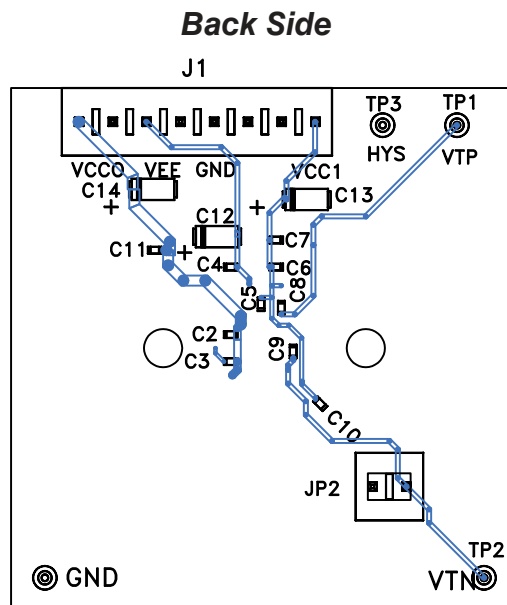 Back Side
J1
TP3 TP1
HYS VTP
VCCO VEE GND VCC1
C14 C13
+ +
C12
C7
C11 +
C4 C6
C5 C8
C2
C9
C3
C10
JP2
TP2
GND VTN